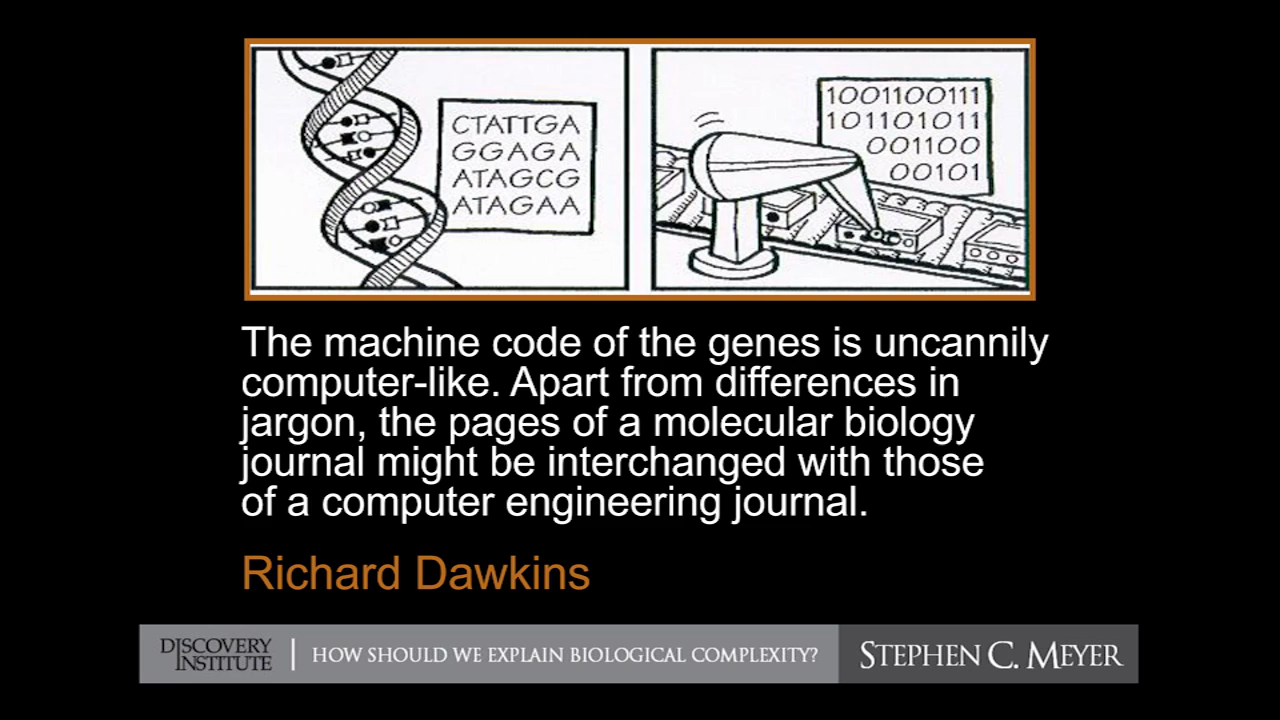 CTATTGA
GGAGA
ATAGCG
ATAGAA
1001100111
101101011
001100
00101
The machine code of the genes is uncannily
computer-like. Apart from differences in
jargon, the pages of a molecular biology
journal might be interchanged with those
of a computer engineering journal.
Richard Dawkins
DISCOVERY
INSTITUTE
HOW SHOULD WE EXPLAIN BIOLOGICAL COMPLEXITY?
STEPHEN C. MEYER